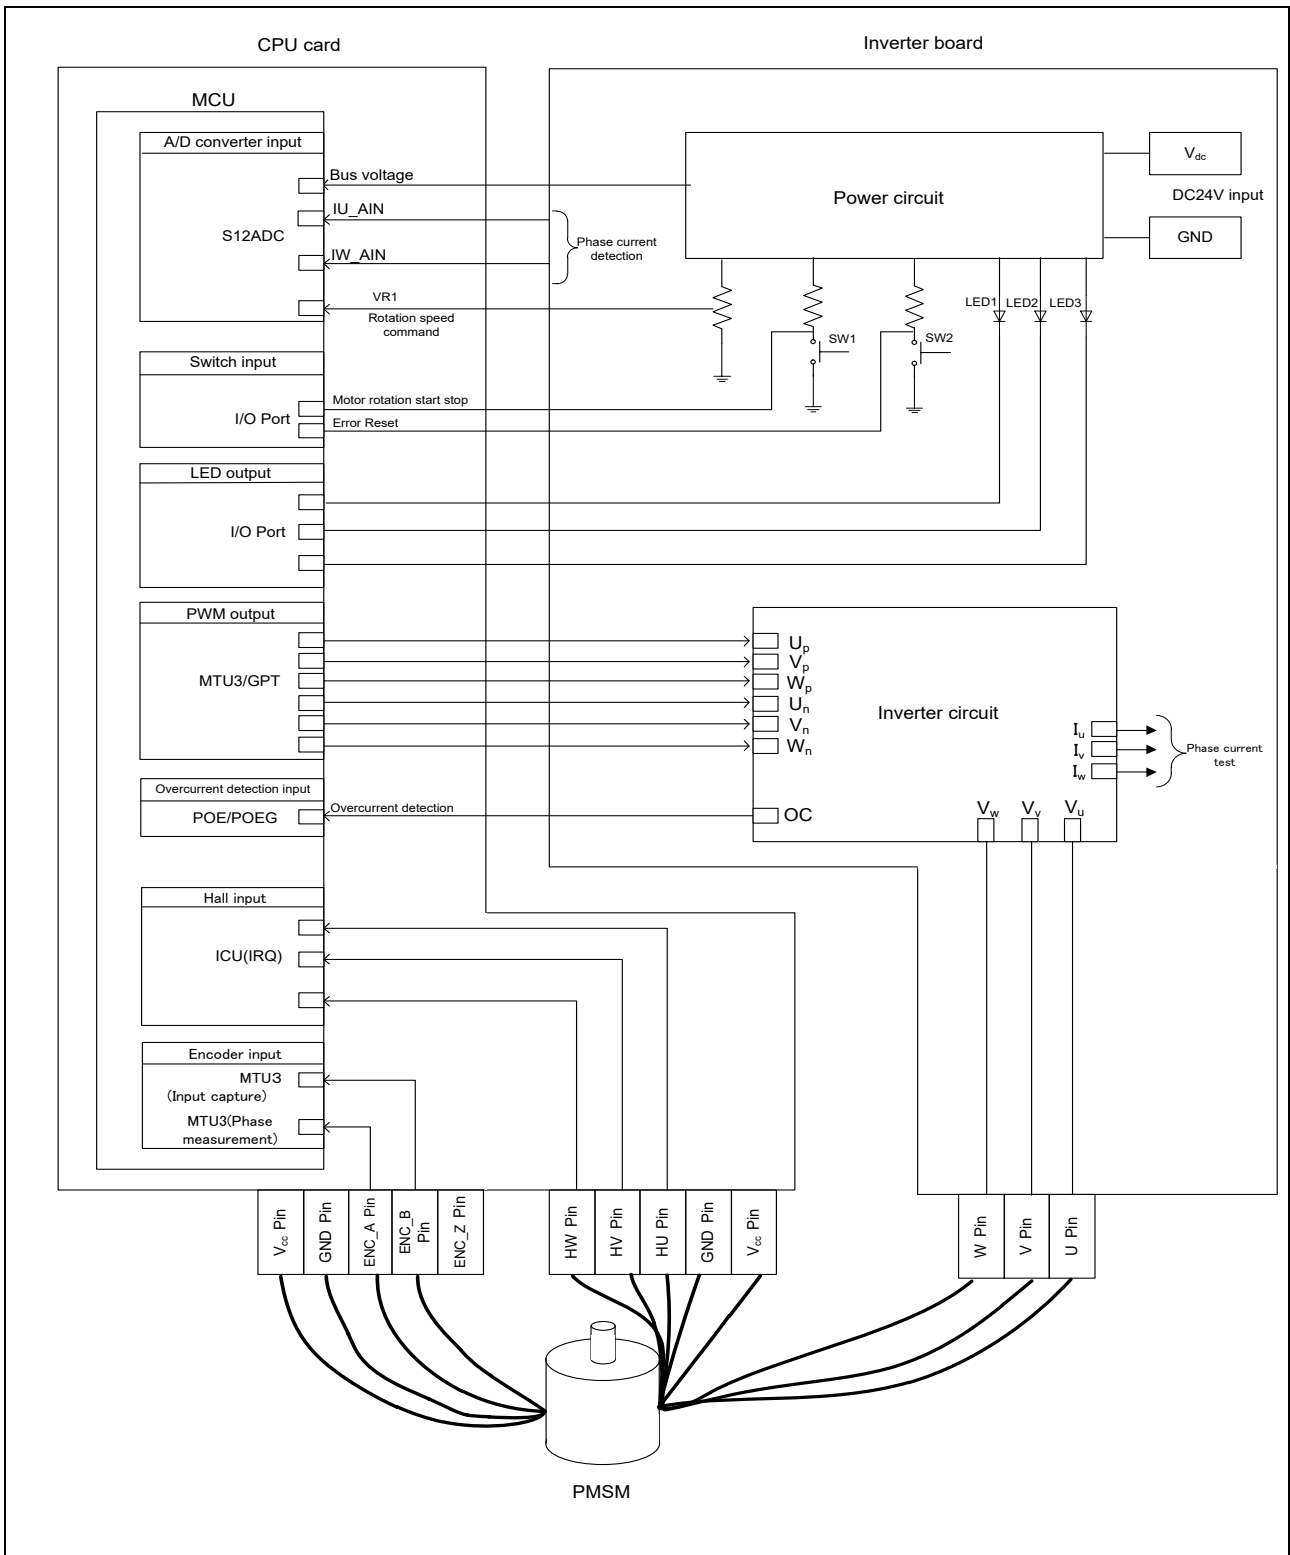 CPU card
Inverter board
MCU
A/D converter input
S12ADC
Bus voltage
IU_AIN
IW_AIN
Phase current
detection
VR1
Rotation speed
command
Power circuit
Vdc
DC24V input
GND
LED1
LED2
LED3
SW1
SW2
Switch input
I/O Port
Motor rotation start stop
Error Reset
LED output
I/O Port
PWM output
MTU3/GPT
Up
Vp
Wp
Un
Vn
Wn
Inverter circuit
Iu
Iv
Iw
Phase current
test
Overcurrent detection input
POE/POEG
Overcurrent detection
OC
Vw
Vv
Vu
Hall input
ICU(IRQ)
Encoder input
MTU3
(Input capture)
MTU3(Phase
measurement)
Vcc Pin
GND Pin
ENC_A Pin
ENC_B
Pin
ENC_Z Pin
HW Pin
HV Pin
HU Pin
GND Pin
Vcc Pin
W Pin
V Pin
U Pin
PMSM